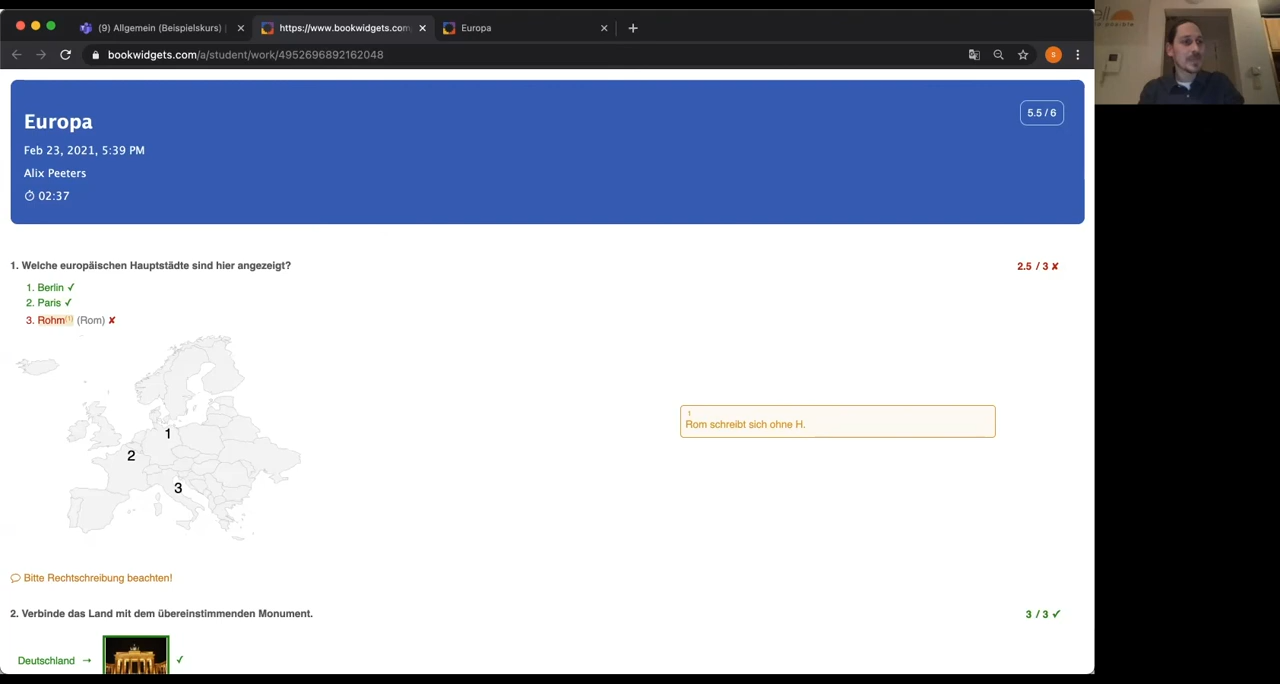 (9) Allgemein (Beispielskurs) |
https://www.bookwidgets.com
Europa
bookwidgets.com/a/student/work/4952696892162048
s
Europa
5.5 / 6
Feb 23, 2021, 5:39 PM
Alix Peeters
02:37
1. Welche europäischen Hauptstädte sind hier angezeigt?
2.5 / 3 ✘
1. Berlin ✓
2. Paris ✓
3. Rohm(1) (Rom) ✘
1
2
3
1
Rom schreibt sich ohne H.
Bitte Rechtschreibung beachten!
2. Verbinde das Land mit dem übereinstimmenden Monument.
3 / 3 ✓
Deutschland → ✓